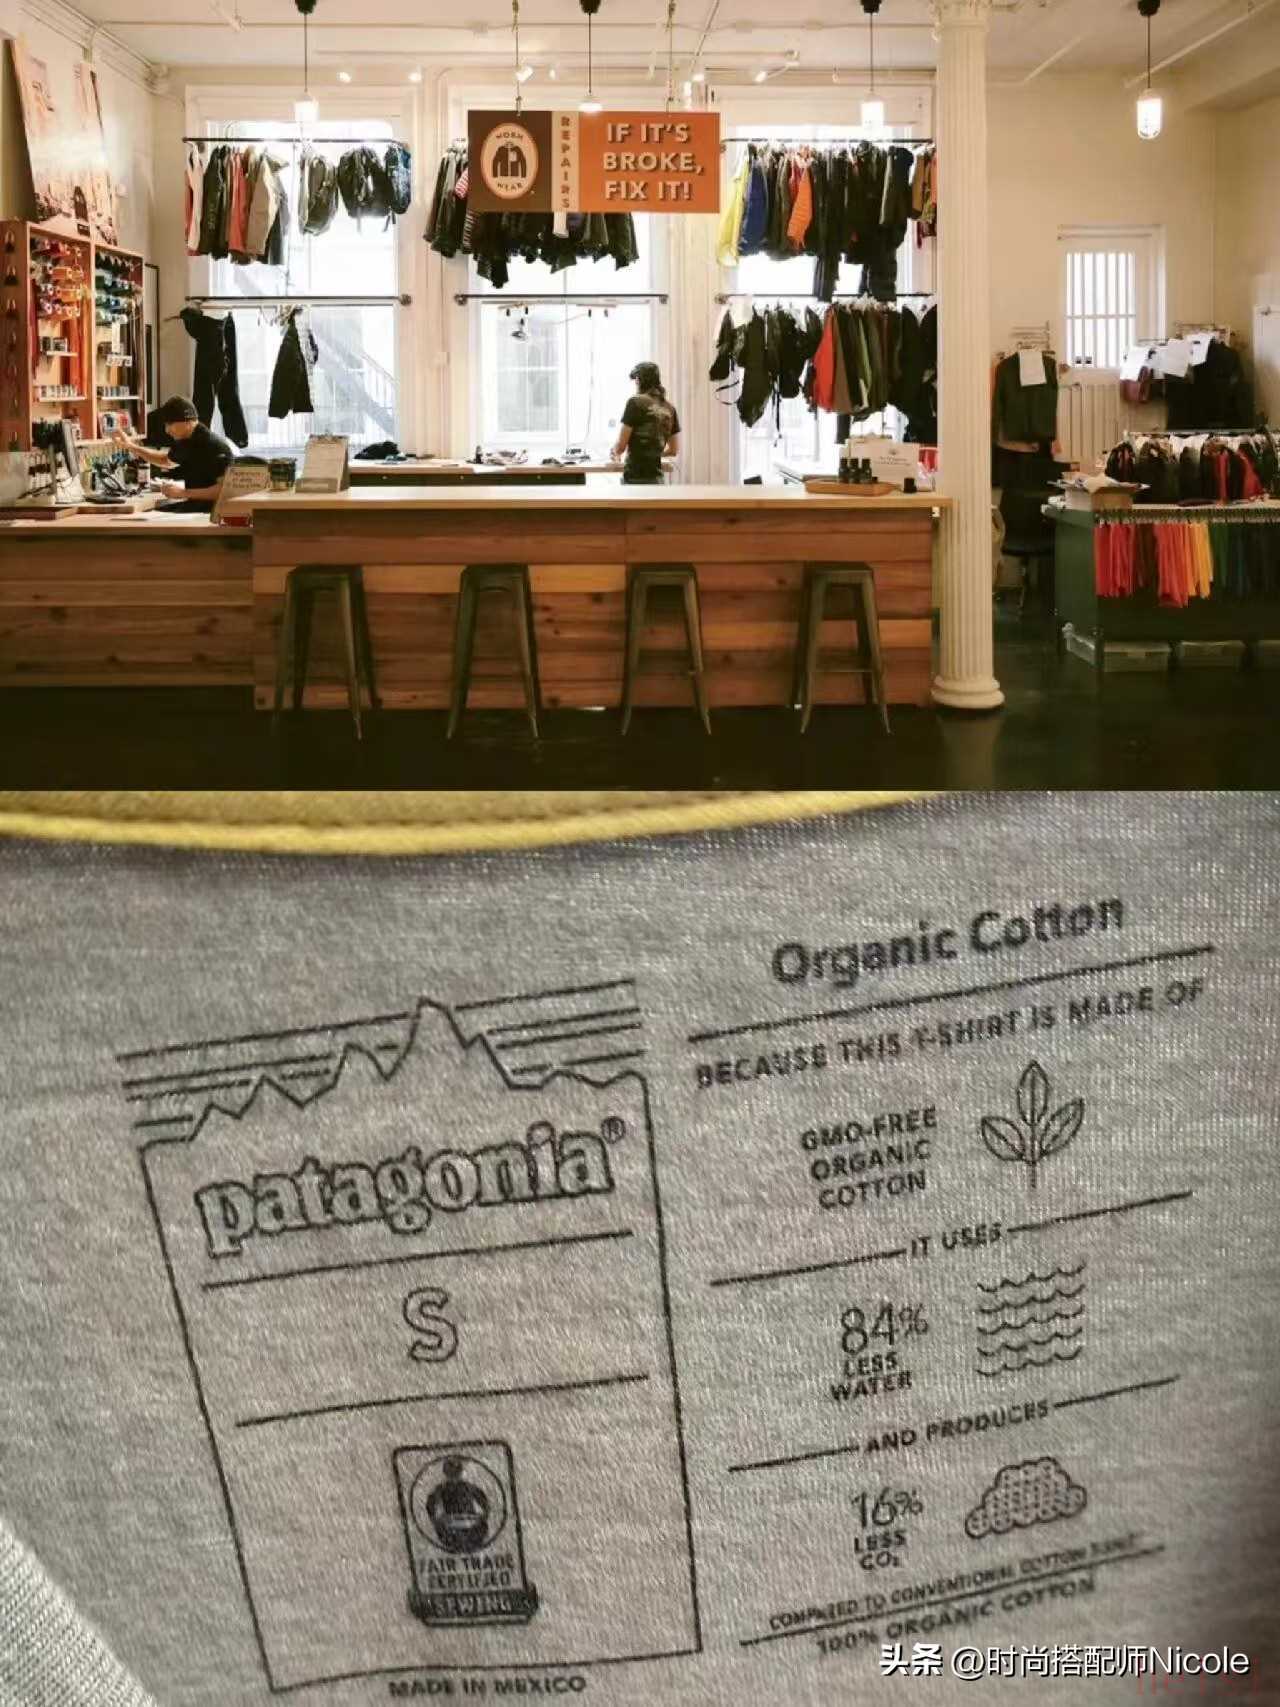 WORN
WEAR
REPAIRS
IF IT'S
BROKE,
FIX IT!
Organic Cotton
BECAUSE THIS T-SHIRT IS MADE OF
GMO-FREE
ORGANIC
COTTON
IT USES
84%
LESS
WATER
AND PRODUCES
16%
LESS
CO₂
COMPARED TO CONVENTIONAL COTTON
100% ORGANIC COTTON
patagonia®
S
FAIR TRADE
CERTIFIED
SEWING
MADE IN MEXICO
头条 @时尚搭配师Nicole